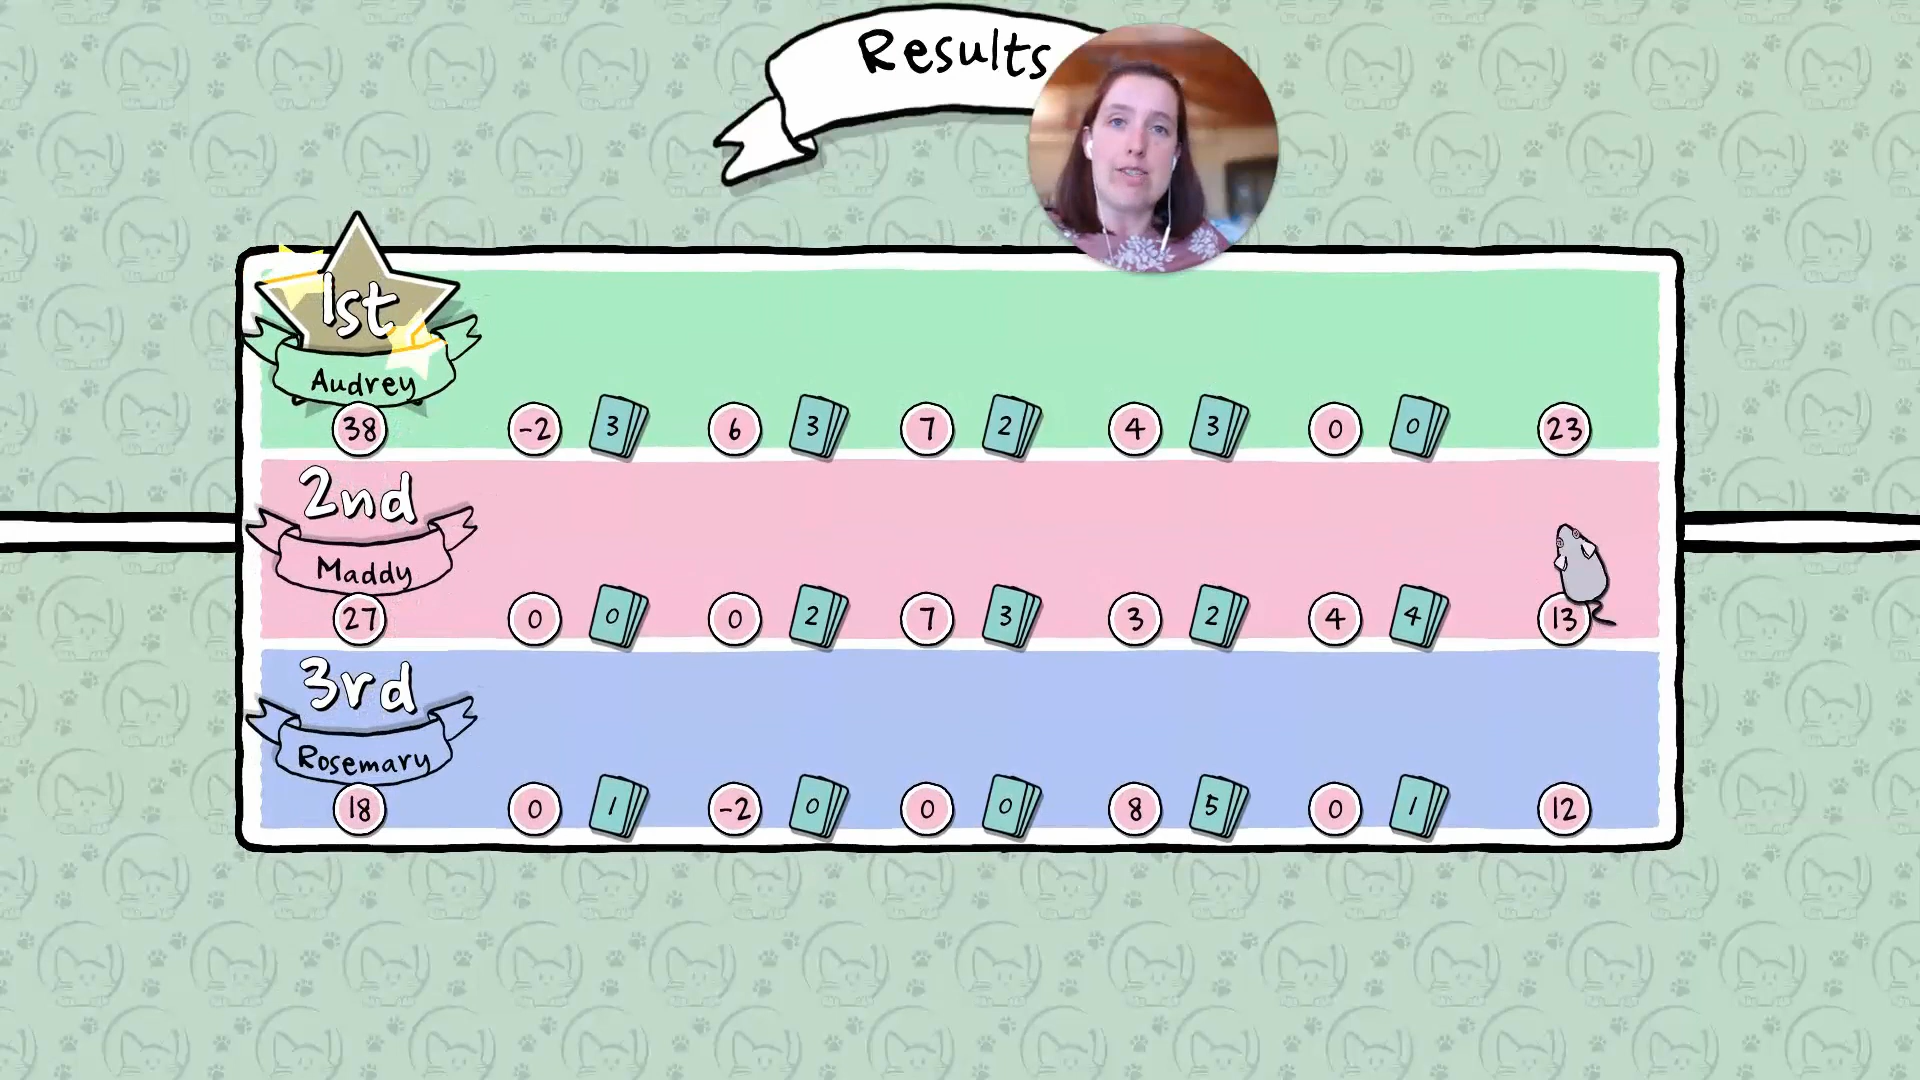 Results
1st
Audrey
38 -2 3 6 3 7 2 4 3 0 0 23
2nd
Maddy
27 0 0 0 2 7 3 3 2 4 4 13
3rd
Rosemary
18 0 1 -2 0 0 0 8 5 0 1 12